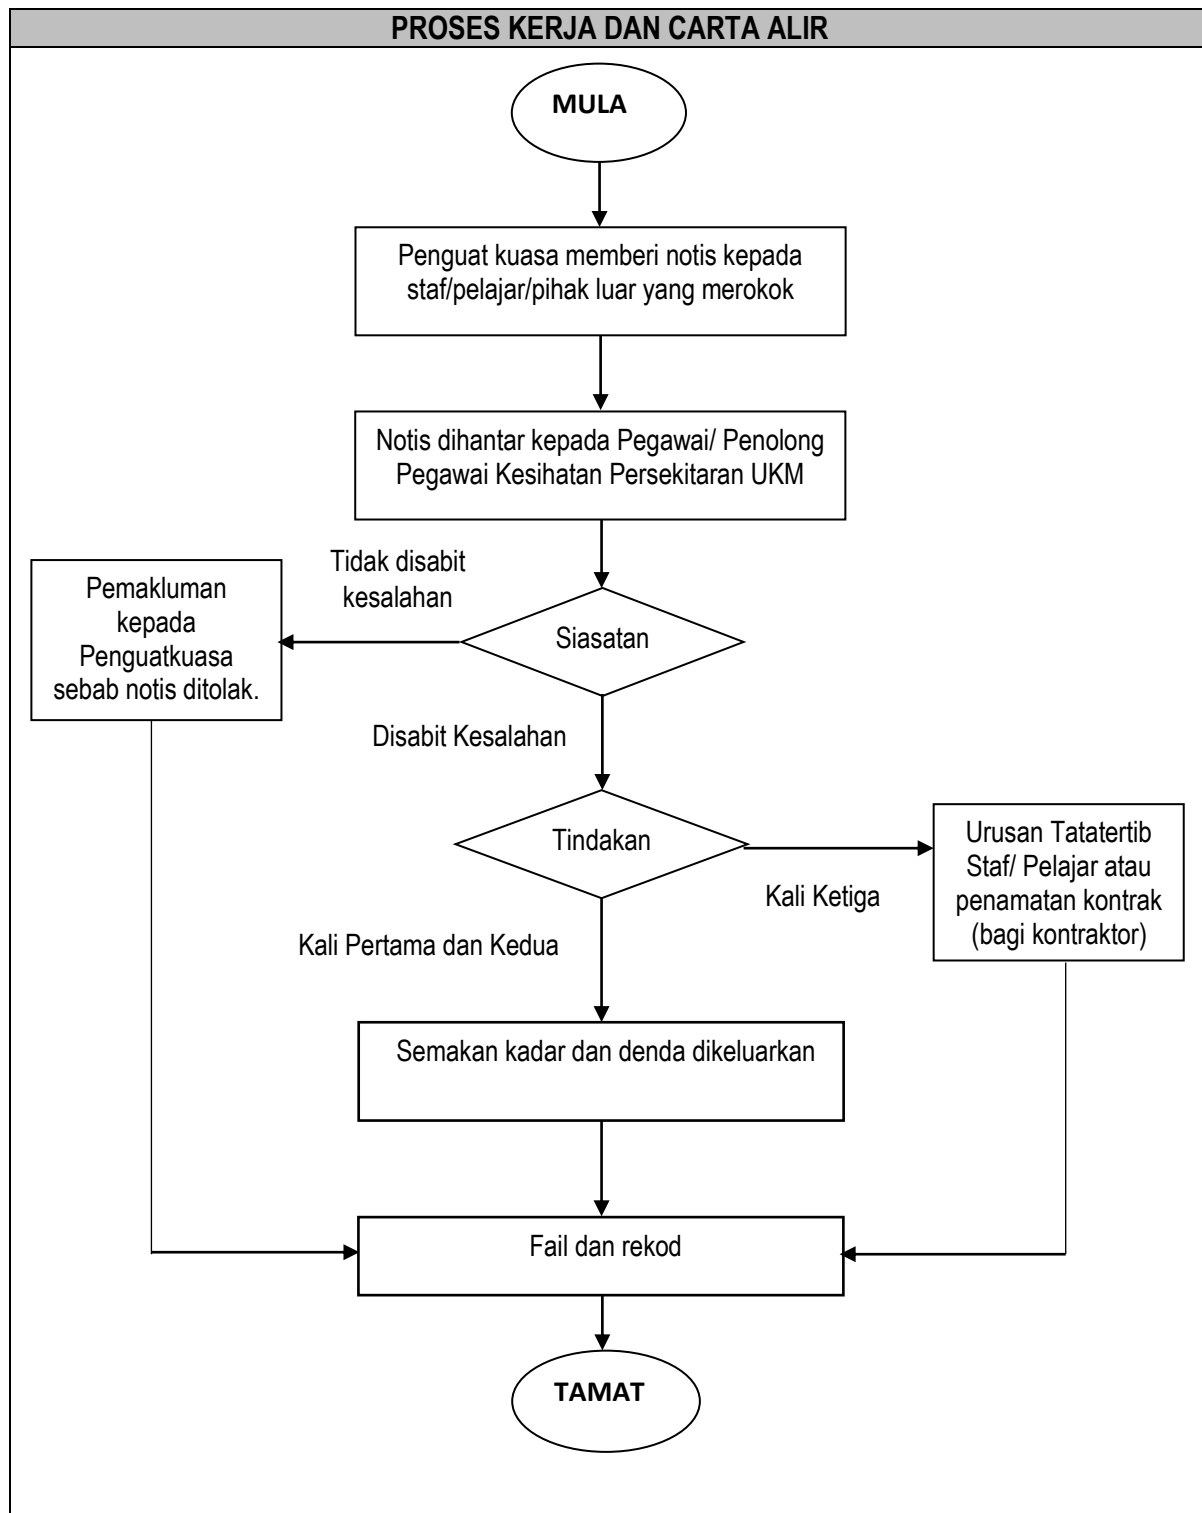 PROSES KERJA DAN CARTA ALIR
MULA
Penguat kuasa memberi notis kepada
staf/pelajar/pihak luar yang merokok
Notis dihantar kepada Pegawai/ Penolong
Pegawai Kesihatan Persekitaran UKM
Tidak disabit
kesalahan
Pemakluman
kepada
Penguatkuasa
sebab notis ditolak.
Siasatan
Disabit Kesalahan
Tindakan
Urusan Tatatertib
Staf/ Pelajar atau
penamatan kontrak
(bagi kontraktor)
Kali Ketiga
Kali Pertama dan Kedua
Semakan kadar dan denda dikeluarkan
Fail dan rekod
TAMAT